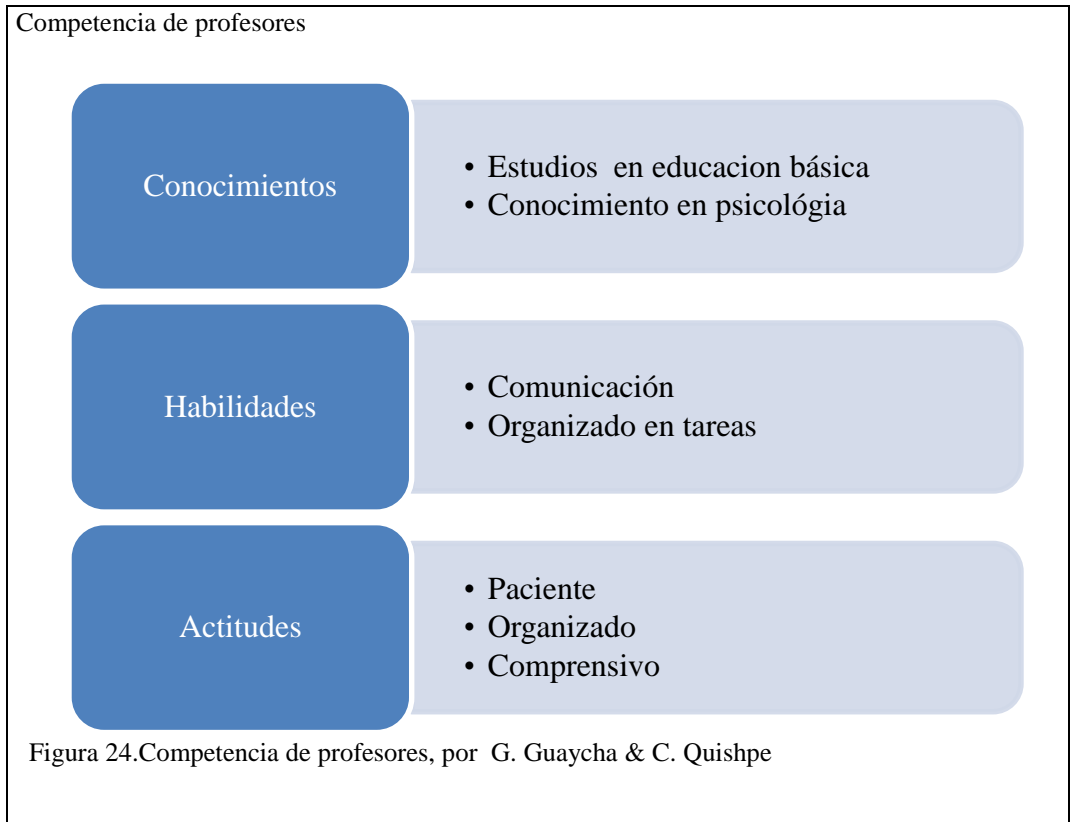 Competencia de profesores
Conocimientos
• Estudios en educacion básica
• Conocimiento en psicológia
Habilidades
• Comunicación
• Organizado en tareas
Actitudes
• Paciente
• Organizado
• Comprensivo
Figura 24.Competencia de profesores, por G. Guaycha & C. Quishpe